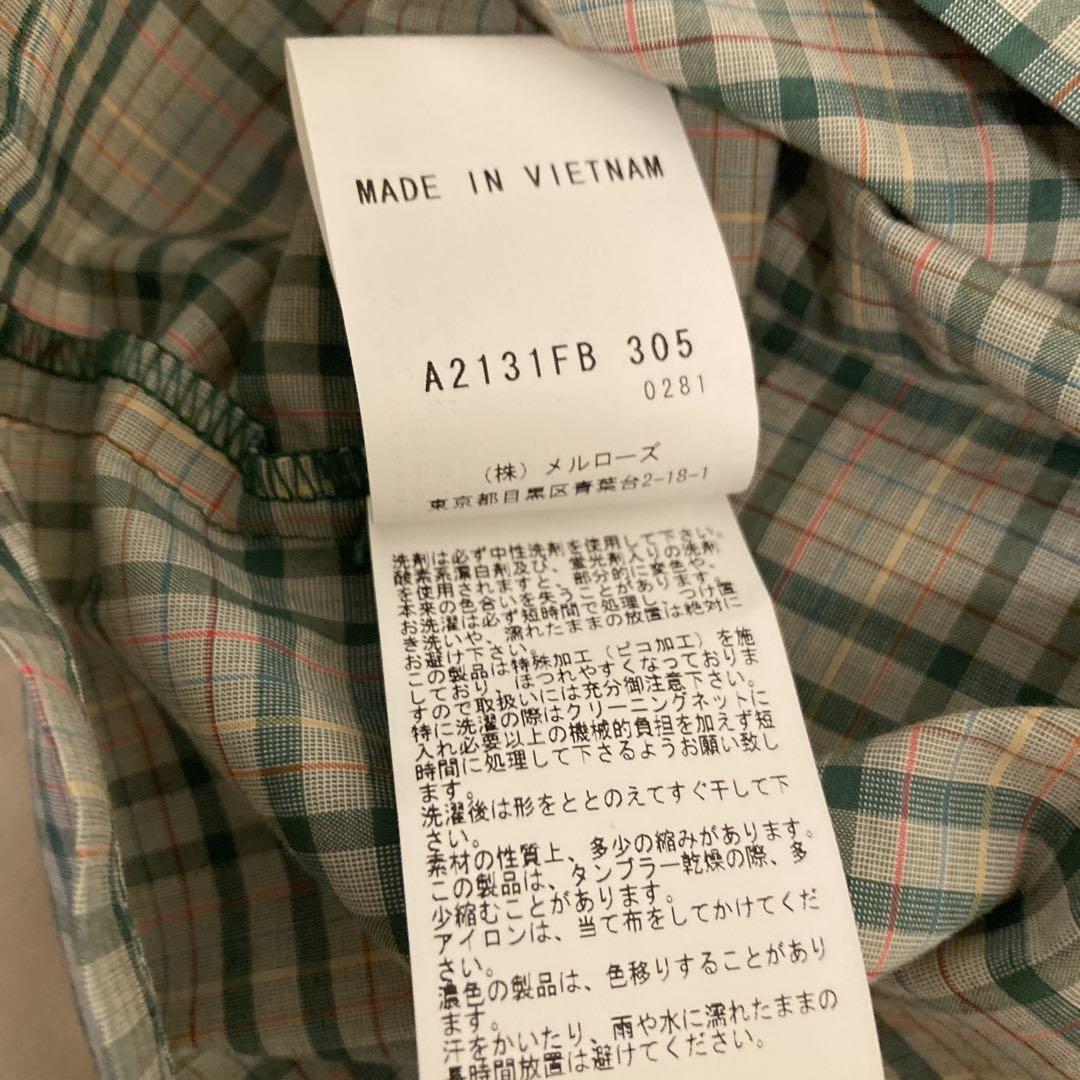 MADE IN VIETNAM
A2131FB 305
0281
(株) メルローズ
東京都目黒区青葉台2-18-1
洗剤は必ず中性洗剤を使用して下さい。
酸素系漂白剤及び、蛍光剤入りの洗剤
を使用されますと、部分的に変色や、
本来の色合いを失うことがあります。
お洗濯は必ず短時間で処理し、つけ置
き洗いや、濡れたままの放置は絶対に
お避け下さい。
この製品は特殊加工(ピコ加工)を施
しており、ほつれやすくなっておりま
すので取扱いには充分御注意下さい。
特に洗濯の際はクリーニングネットに
入れ必要以上の機械的負担を加えず短
時間に処理して下さるようお願い致し
ます。
洗濯後は形をととのえてすぐ干して下
さい。
素材の性質上、多少の縮みがあります。
この製品は、タンブラー乾燥の際、多
少縮むことがあります。
アイロンは、当て布をしてかけてくだ
さい。
濃色の製品は、色移りすることがあり
ます。
汗をかいたり、雨や水に濡れたままの
長時間放置は避けてください。